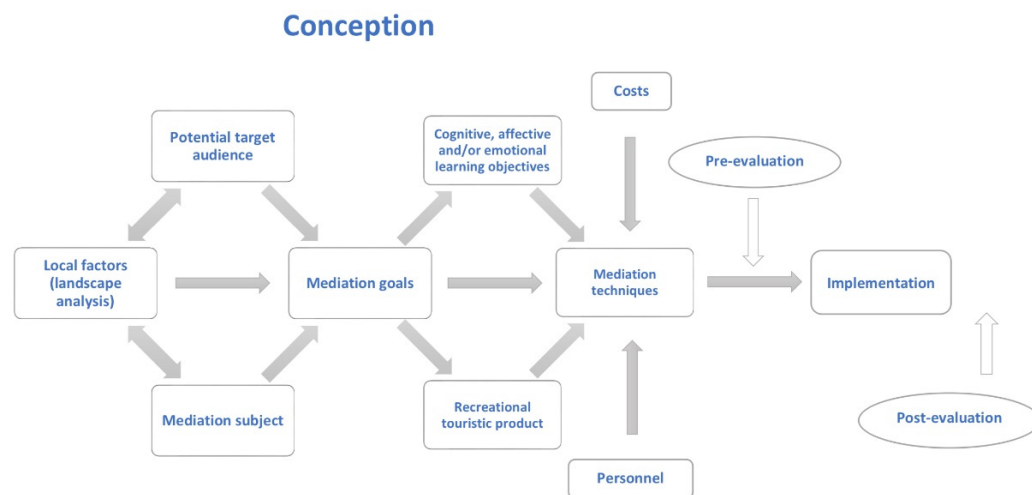 Conception
Costs
Potential target
audience
Cognitive, affective
and/or emotional
learning objectives
Pre-evaluation
Local factors
(landscape
analysis)
Mediation goals
Mediation
techniques
Implementation
Mediation subject
Recreational
touristic product
Post-evaluation
Personnel